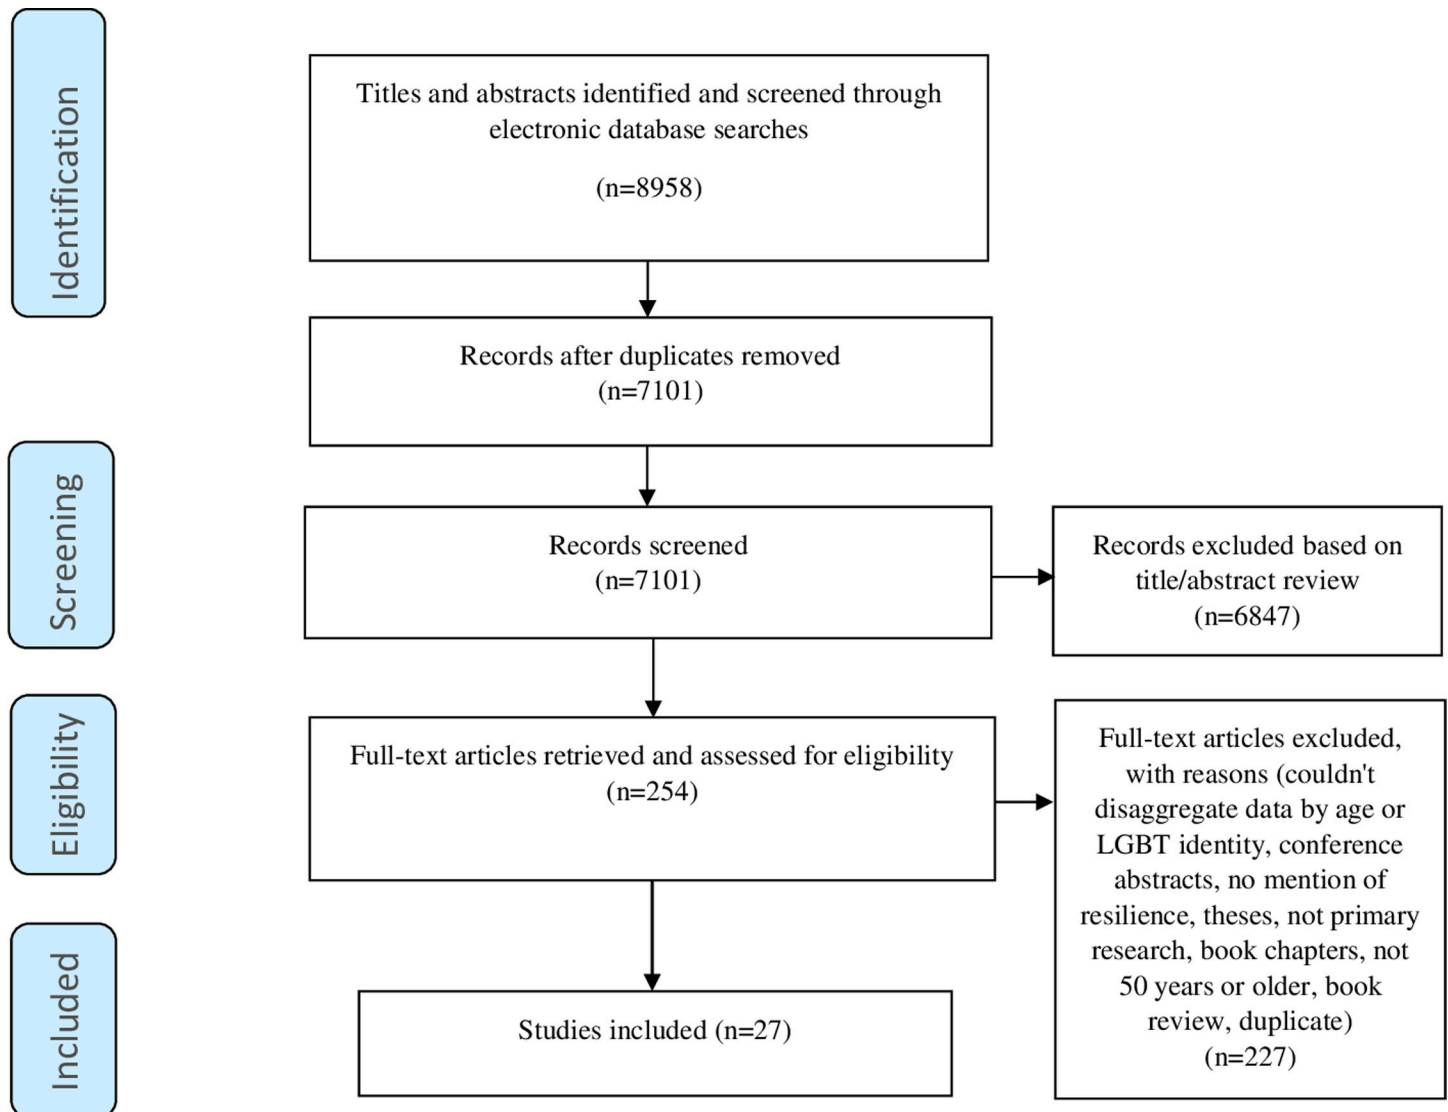 Identification
Titles and abstracts identified and screened through
electronic database searches
(n=8958)
Records after duplicates removed
(n=7101)
Screening
Records screened
(n=7101)
Records excluded based on
title/abstract review
(n=6847)
Eligibility
Full-text articles retrieved and assessed for eligibility
(n=254)
Full-text articles excluded,
with reasons (couldn't
disaggregate data by age or
LGBT identity, conference
abstracts, no mention of
resilience, theses, not primary
research, book chapters, not
50 years or older, book
review, duplicate)
(n=227)
Included
Studies included (n=27)